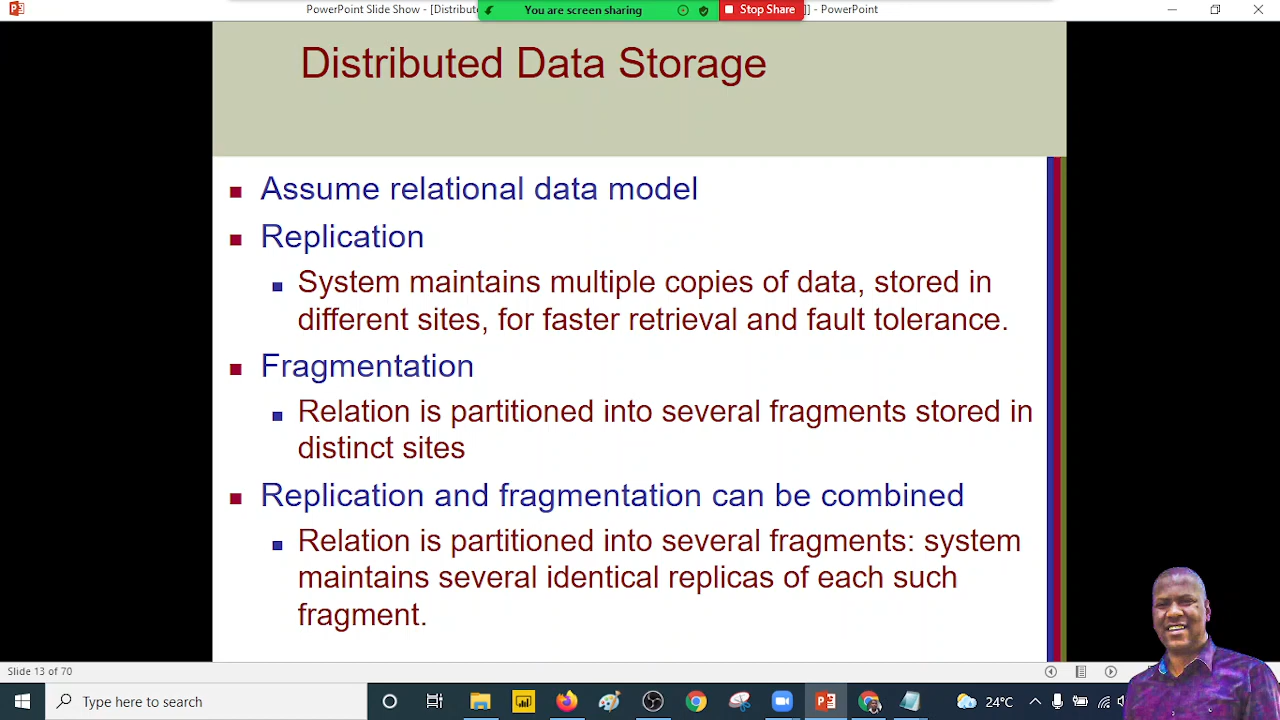 PowerPoint Slide Show - [Distribut
You are screen sharing
Stop Share
]] - PowerPoint
Distributed Data Storage
Assume relational data model
Replication
System maintains multiple copies of data, stored in
different sites, for faster retrieval and fault tolerance.
Fragmentation
Relation is partitioned into several fragments stored in
distinct sites
Replication and fragmentation can be combined
Relation is partitioned into several fragments: system
maintains several identical replicas of each such
fragment.
Slide 13 of 70
Type here to search
24°C